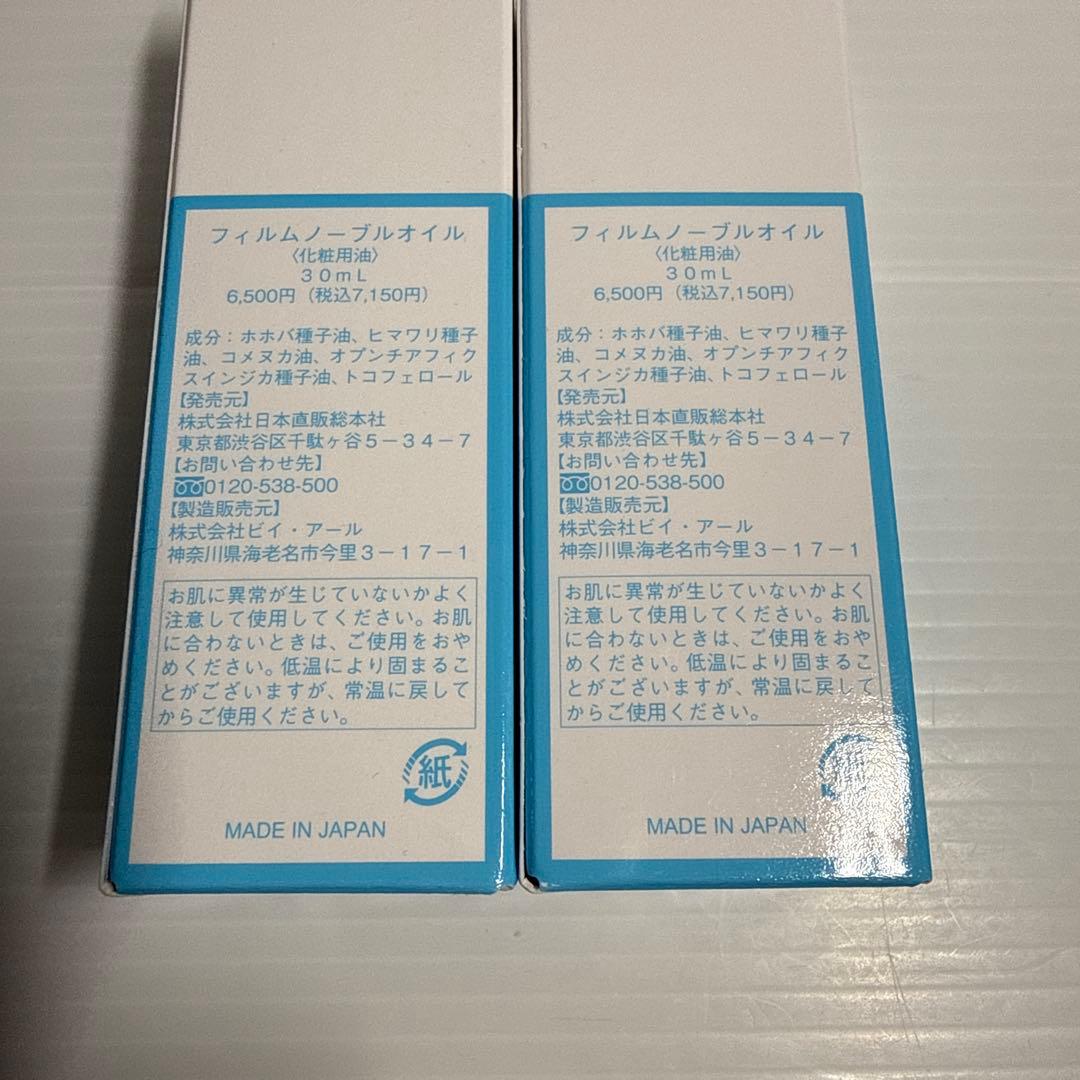 フィルムノーブルオイル
〈化粧用油〉
30mL
6,500円（税込7,150円）
成分：ホホバ種子油、ヒマワリ種子
油、コメヌカ油、オプンチアフィク
スインジカ種子油、トコフェロール
【発売元】
株式会社日本直販総本社
東京都渋谷区千駄ヶ谷5－34－7
【お問い合わせ先】
0120-538-500
【製造販売元】
株式会社ビイ・アール
神奈川県海老名市今里3－17－1
お肌に異常が生じていないかよく
注意して使用してください。お肌
に合わないときは、ご使用をおや
めください。低温により固まるこ
とがございますが、常温に戻して
からご使用ください。
紙
MADE IN JAPAN
フィルムノーブルオイル
〈化粧用油〉
30mL
6,500円（税込7,150円）
成分：ホホバ種子油、ヒマワリ種子
油、コメヌカ油、オプンチアフィク
スインジカ種子油、トコフェロール
【発売元】
株式会社日本直販総本社
東京都渋谷区千駄ヶ谷5－34－7
【お問い合わせ先】
0120-538-500
【製造販売元】
株式会社ビイ・アール
神奈川県海老名市今里3－17－1
お肌に異常が生じていないかよく
注意して使用してください。お肌
に合わないときは、ご使用をおや
めください。低温により固まるこ
とがございますが、常温に戻して
からご使用ください。
紙
MADE IN JAPAN